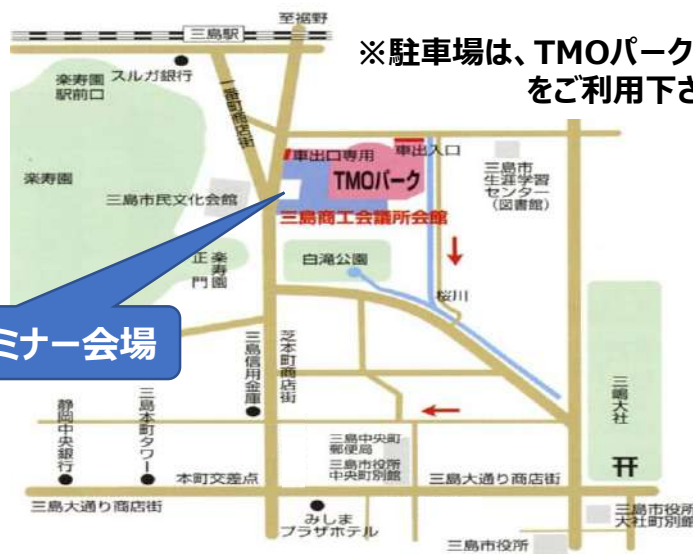 至裾野
三島駅
※駐車場は、TMOパーク
をご利用下さ
スルガ銀行
楽寿園
駅前口
一番町商店街
車出口専用
車出入口
TMOパーク
三島市
生涯学習
センター
（図書館）
楽寿園
三島市民文化会館
三島商工会議所会館
楽寿園
正門
白滝公園
桜川
ミナー会場
三島信用金庫
芝本町商店街
三嶋大社
静岡中央銀行
三島本町タワー
三島中央町
郵便局
三島市役所
中央町別館
本町交差点
三島大通り商店街
三島大通り商店街
みしま
プラザホテル
三島市役所
大社町別館
三島市役所